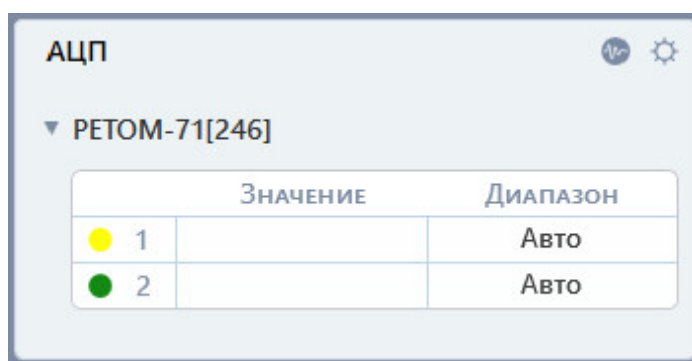 АЦП
РЕТОМ-71[246]
Значение Диапазон
1 Авто
2 Авто